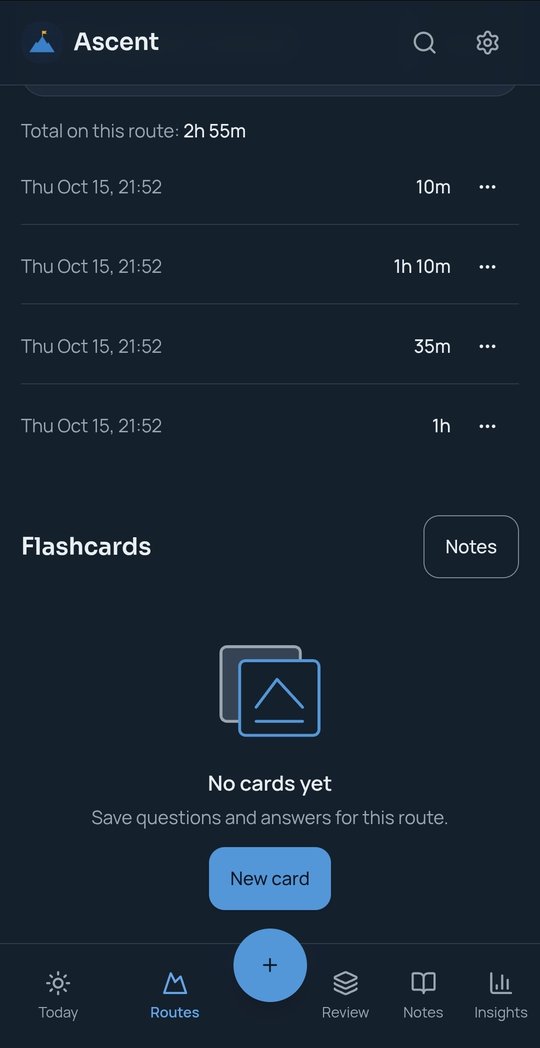 Ascent
Total on this route: 2h 55m
Thu Oct 15, 21:52 10m ...
Thu Oct 15, 21:52 1h 10m ...
Thu Oct 15, 21:52 35m ...
Thu Oct 15, 21:52 1h ...
Flashcards Notes
No cards yet
Save questions and answers for this route.
New card
+
Today Routes Review Notes Insights